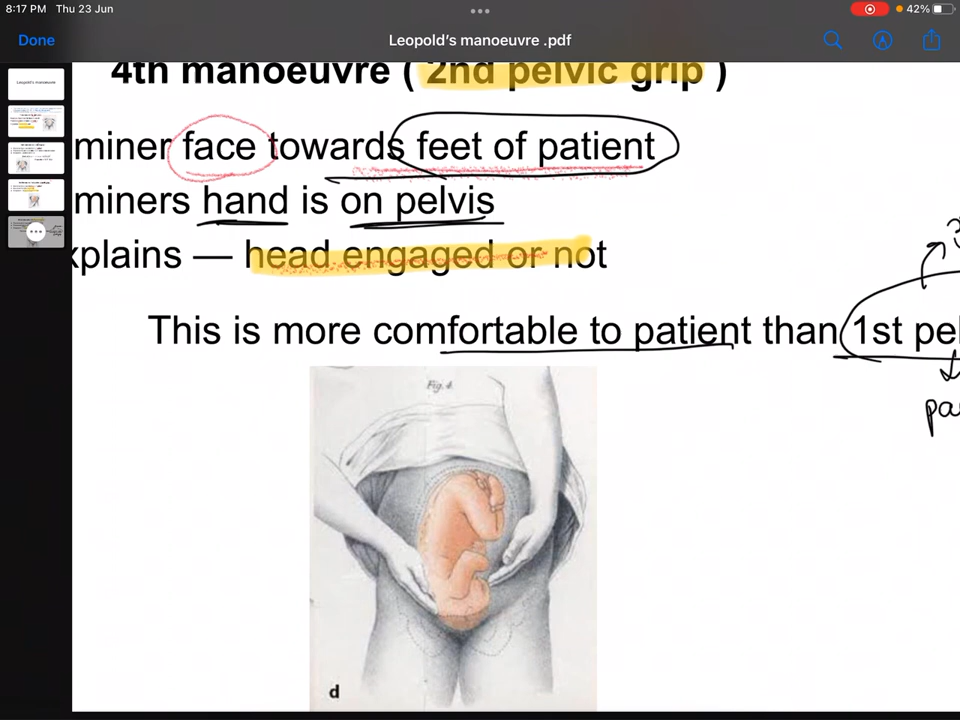 8:17 PM Thu 23 Jun
42%
Done
Leopold's manoeuvre .pdf
4th manoeuvre ( 2nd pelvic grip )
miner face towards feet of patient
miners hand is on pelvis
xplains — head engaged or not
This is more comfortable to patient than 1st pel
pa
Fig. 4.
d